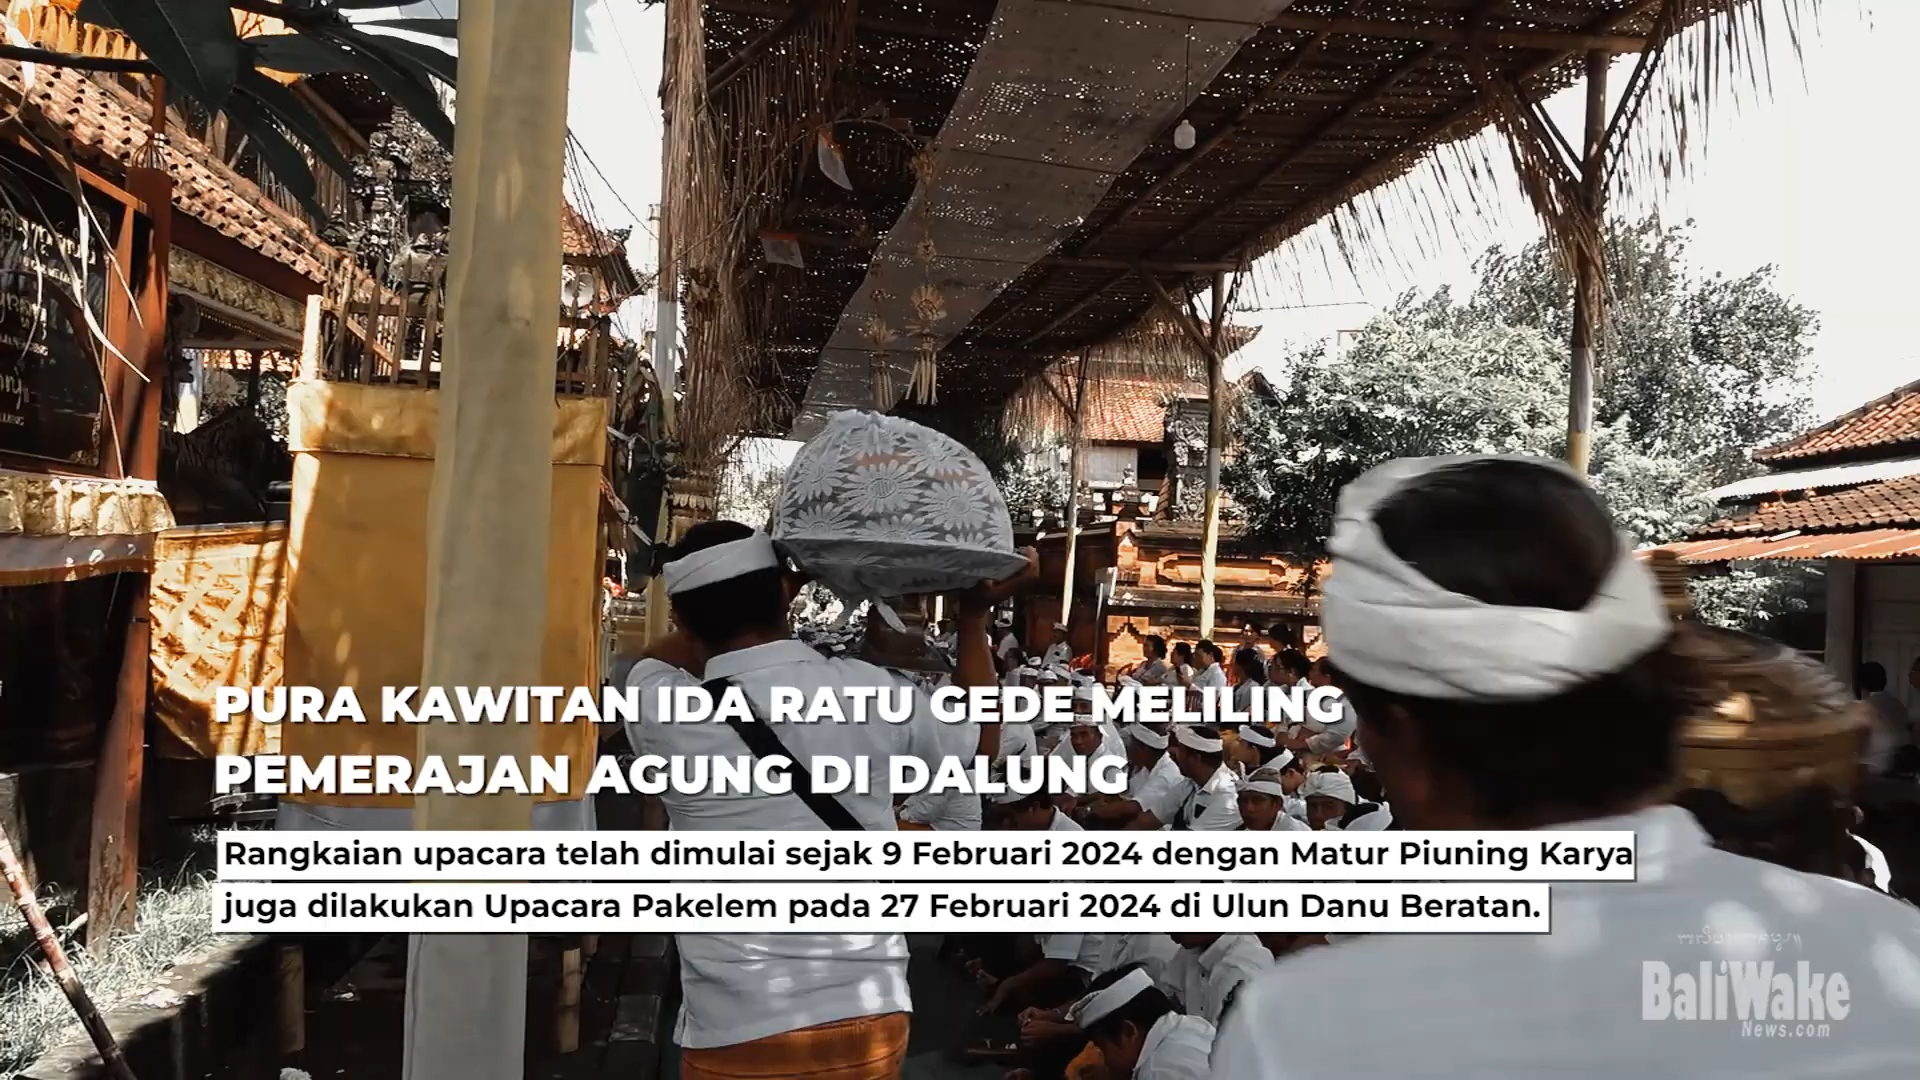 PURA KAWITAN IDA RATU GEDE MELILING
PEMERAJAN AGUNG DI DALUNG
Rangkaian upacara telah dimulai sejak 9 Februari 2024 dengan Matur Piuning Karya
juga dilakukan Upacara Pakelem pada 27 Februari 2024 di Ulun Danu Beratan.
BaliWake
News.com